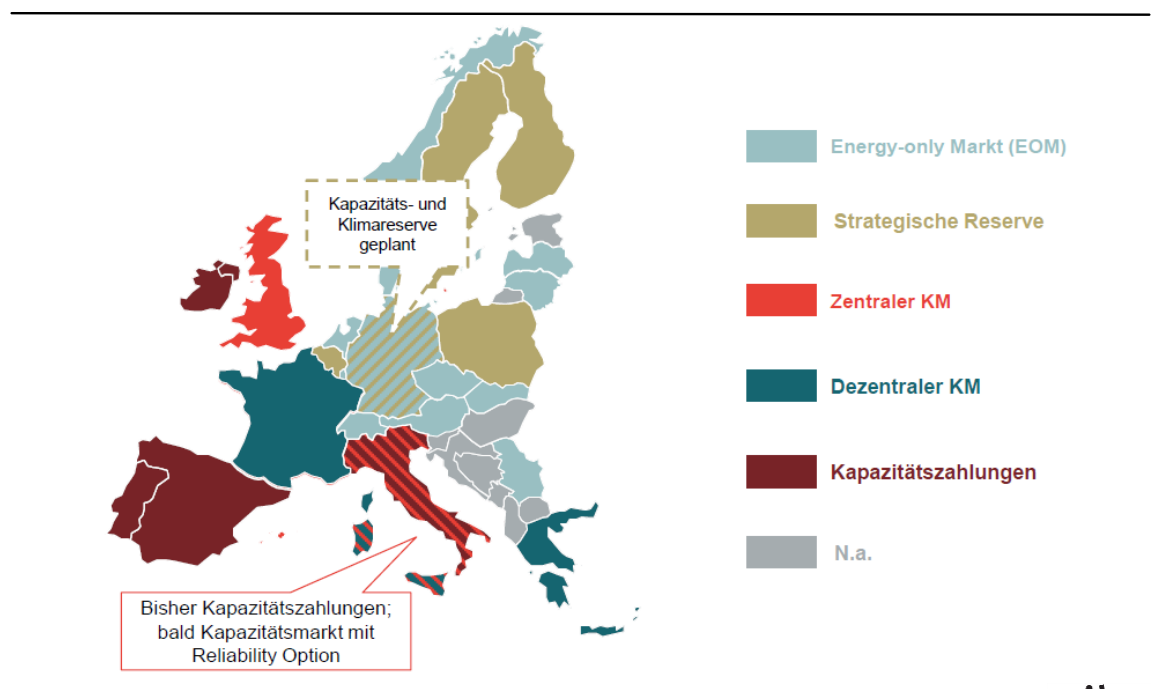 Kapazitäts- und
Klimareserve
geplant
Energy-only Markt (EOM)
Strategische Reserve
Zentraler KM
Dezentraler KM
Kapazitätszahlungen
N.a.
Bisher Kapazitätszahlungen;
bald Kapazitätsmarkt mit
Reliability Option